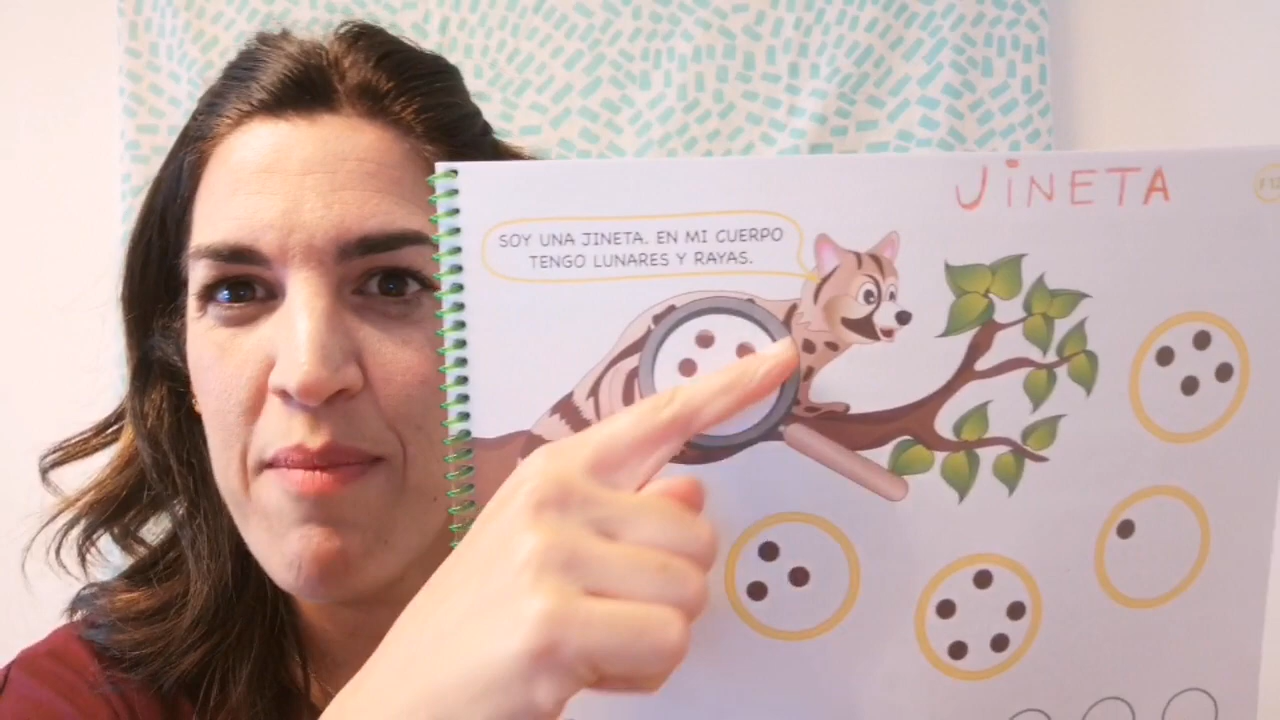 JiNETA
SOY UNA JINETA. EN MI CUERPO
TENGO LUNARES Y RAYAS.